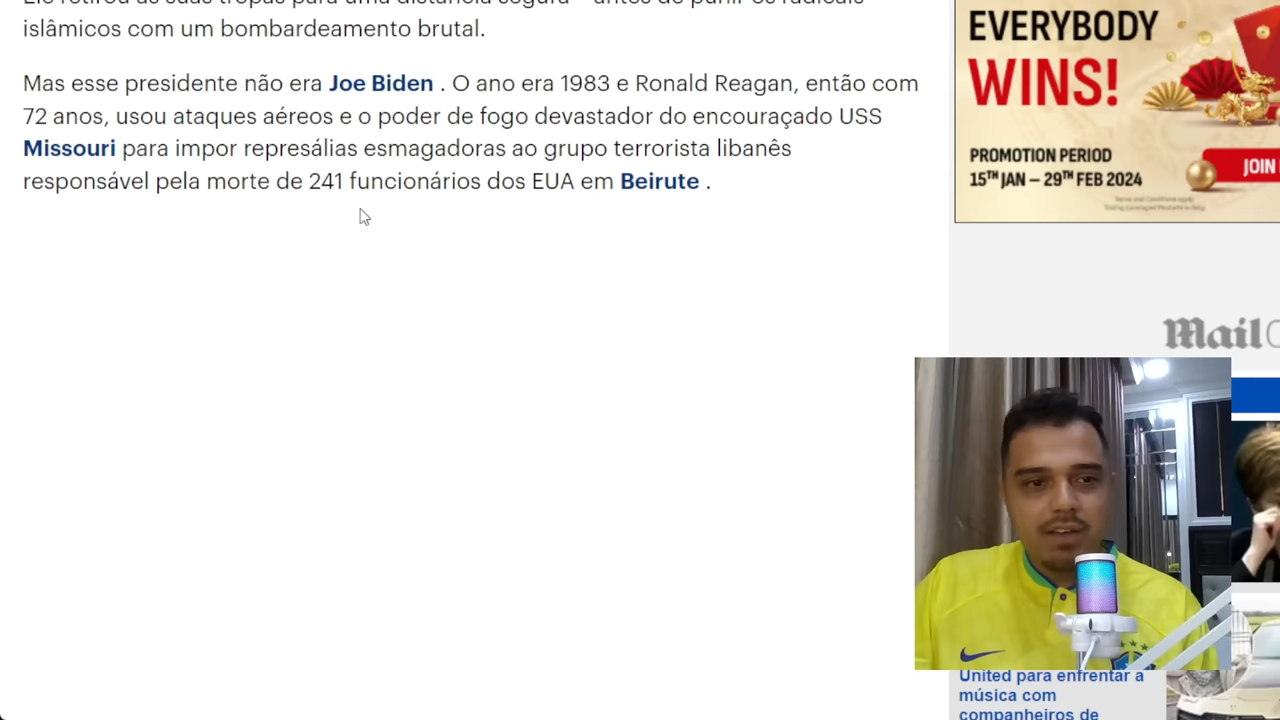 islâmicos com um bombardeamento brutal.
Mas esse presidente não era Joe Biden . O ano era 1983 e Ronald Reagan, então com
72 anos, usou ataques aéreos e o poder de fogo devastador do encouraçado USS
Missouri para impor represálias esmagadoras ao grupo terrorista libanês
responsável pela morte de 241 funcionários dos EUA em Beirute .
EVERYBODY
WINS!
PROMOTION PERIOD
15TH JAN – 29TH FEB 2024
JOIN
Mail
United para enfrentar a
música com
companheiros de